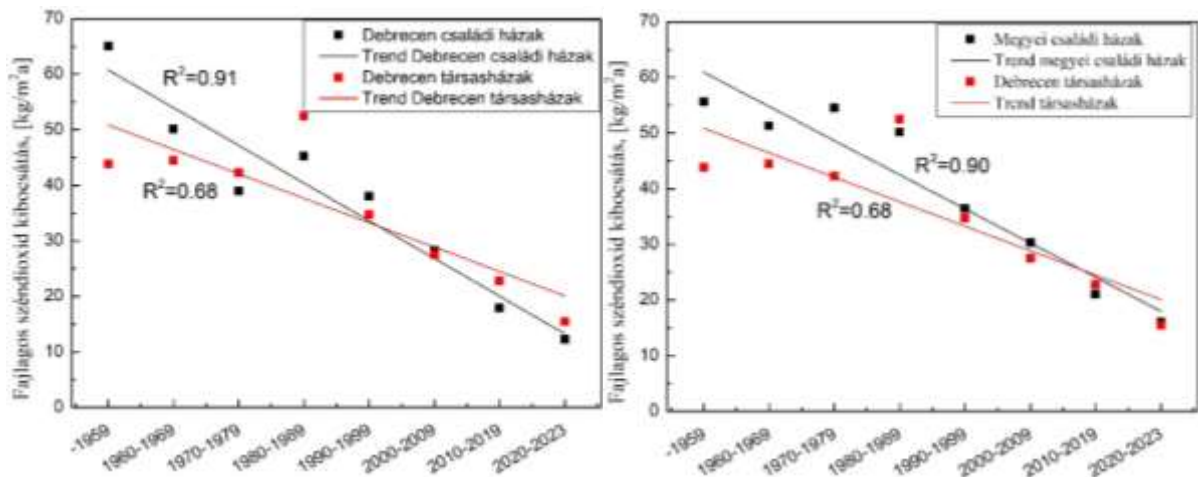 Fajlagos széndioxid kibocsátás, [kg/m²a]
70
60
50
40
30
20
10
0
Debrecen családi házak
Trend Debrecen családi házak
Debrecen társasházak
Trend Debrecen társasházak
R²=0.91
R²=0.68
-1959
1960-1969
1970-1979
1980-1989
1990-1999
2000-2009
2010-2019
2020-2023
Fajlagos széndioxid kibocsátás, [kg/m²a]
70
60
50
40
30
20
10
0
Megyei családi házak
Trend megyei családi házak
Debrecen társasházak
Trend társasházak
R²=0.90
R²=0.68
-1959
1960-1969
1970-1979
1980-1989
1990-1999
2000-2009
2010-2019
2020-2023